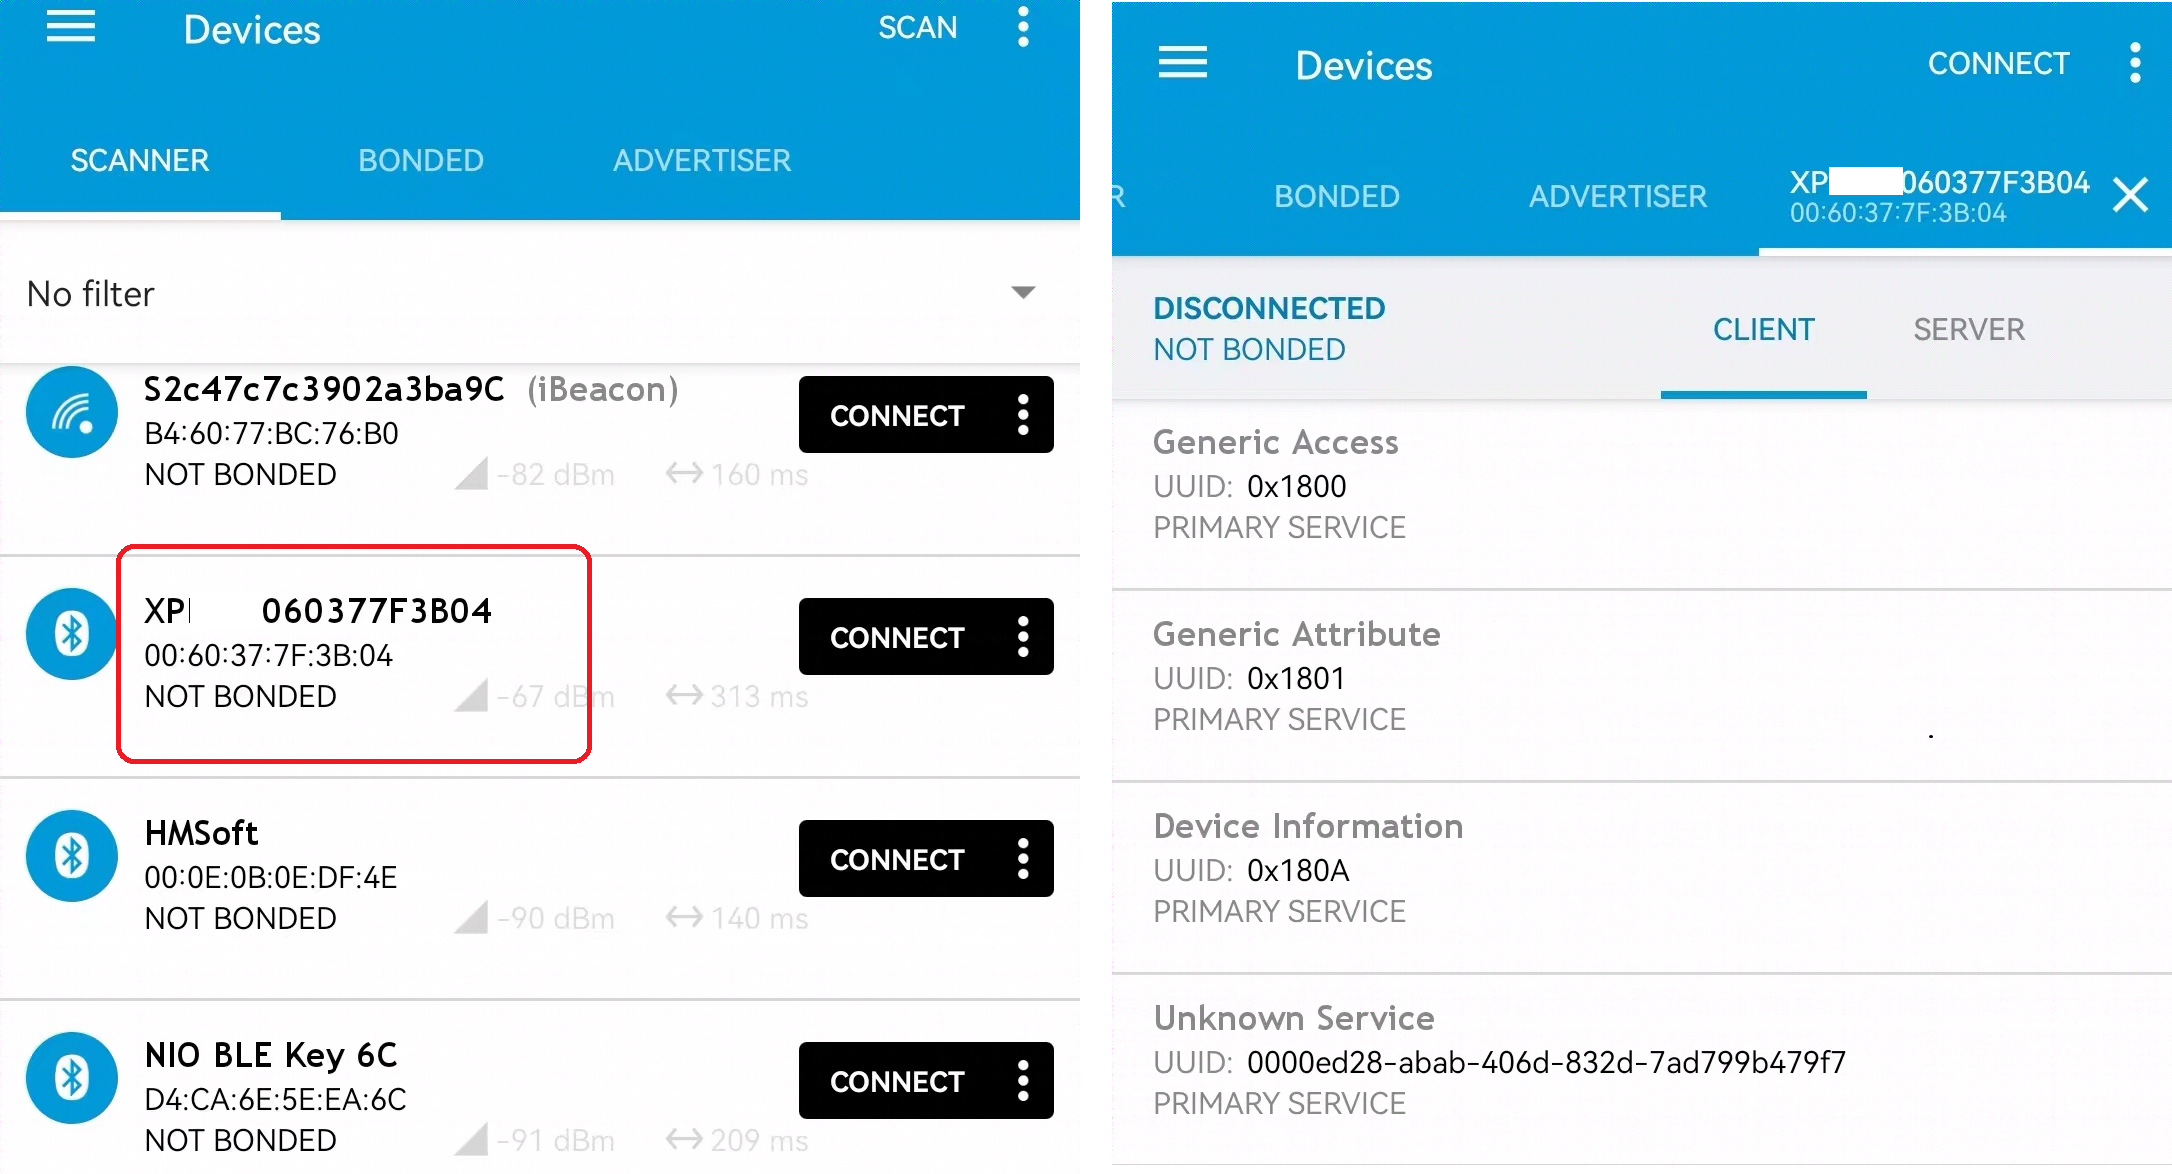 Devices
SCAN
SCANNER
BONDED
ADVERTISER
No filter
S2c47c7c3902a3ba9C (iBeacon)
B4:60:77:BC:76:B0
NOT BONDED
-82 dBm
160 ms
CONNECT
XP 060377F3B04
00:60:37:7F:3B:04
NOT BONDED
-67 dBm
313 ms
CONNECT
HMSoft
00:0E:0B:0E:DF:4E
NOT BONDED
-90 dBm
140 ms
CONNECT
NIO BLE Key 6C
D4:CA:6E:5E:EA:6C
NOT BONDED
-91 dBm
209 ms
CONNECT
Devices
CONNECT
R
BONDED
ADVERTISER
XP 060377F3B04
00:60:37:7F:3B:04
DISCONNECTED
NOT BONDED
CLIENT
SERVER
Generic Access
UUID: 0x1800
PRIMARY SERVICE
Generic Attribute
UUID: 0x1801
PRIMARY SERVICE
Device Information
UUID: 0x180A
PRIMARY SERVICE
Unknown Service
UUID: 0000ed28-abab-406d-832d-7ad799b479f7
PRIMARY SERVICE